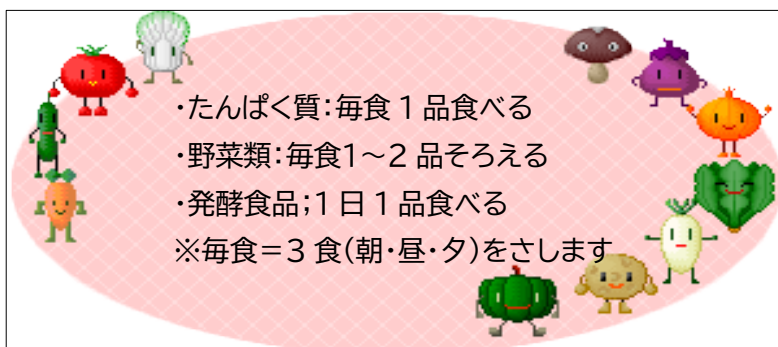 ・たんぱく質：毎食１品食べる
・野菜類：毎食1～２品そろえる
・発酵食品；１日１品食べる
※毎食＝３食(朝・昼・夕)をさします